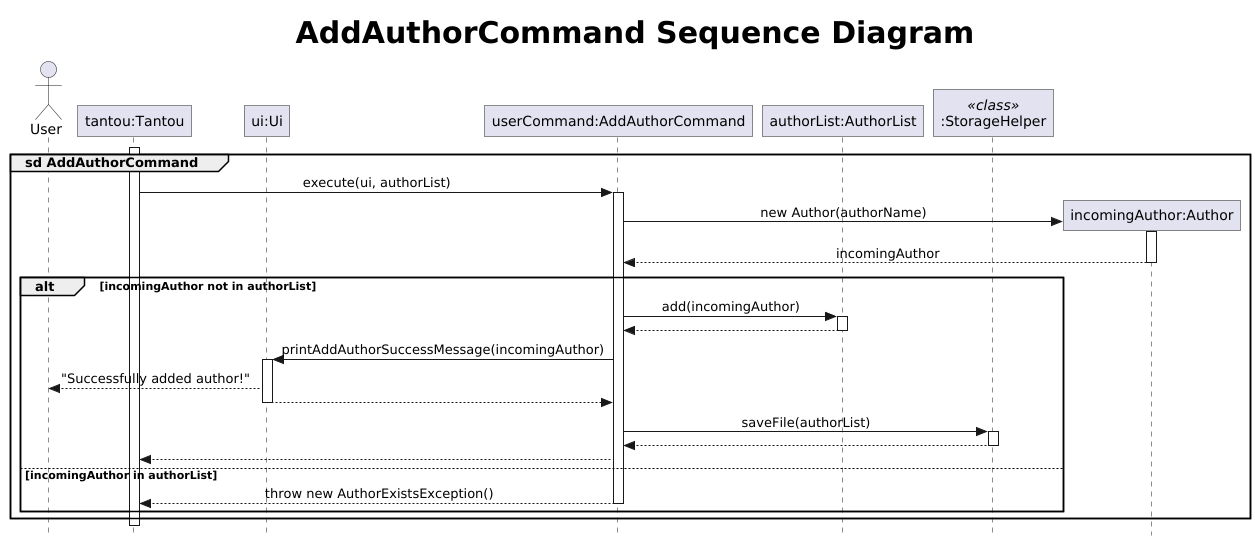 AddAuthorCommand Sequence Diagram
User
tantou:Tantou
ui:Ui
userCommand:AddAuthorCommand
authorList:AuthorList
«class»
:StorageHelper
sd AddAuthorCommand
execute(ui, authorList)
new Author(authorName)
incomingAuthor:Author
incomingAuthor
alt
[incomingAuthor not in authorList]
add(incomingAuthor)
printAddAuthorSuccessMessage(incomingAuthor)
"Successfully added author!"
saveFile(authorList)
[incomingAuthor in authorList]
throw new AuthorExistsException()